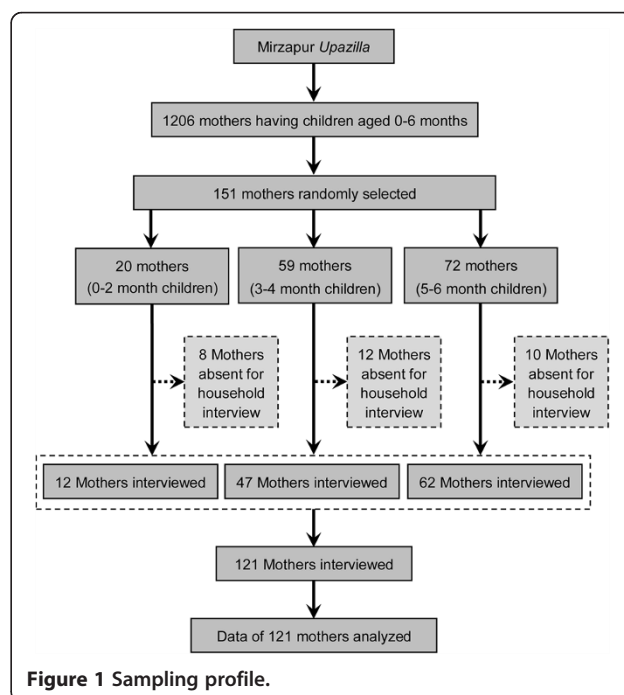 Mirzapur Upazilla
1206 mothers having children aged 0-6 months
151 mothers randomly selected
20 mothers
(0-2 month children)
59 mothers
(3-4 month children)
72 mothers
(5-6 month children)
8 Mothers
absent for
household
interview
12 Mothers
absent for
household
interview
10 Mothers
absent for
household
interview
12 Mothers interviewed
47 Mothers interviewed
62 Mothers interviewed
121 Mothers interviewed
Data of 121 mothers analyzed
Figure 1 Sampling profile.